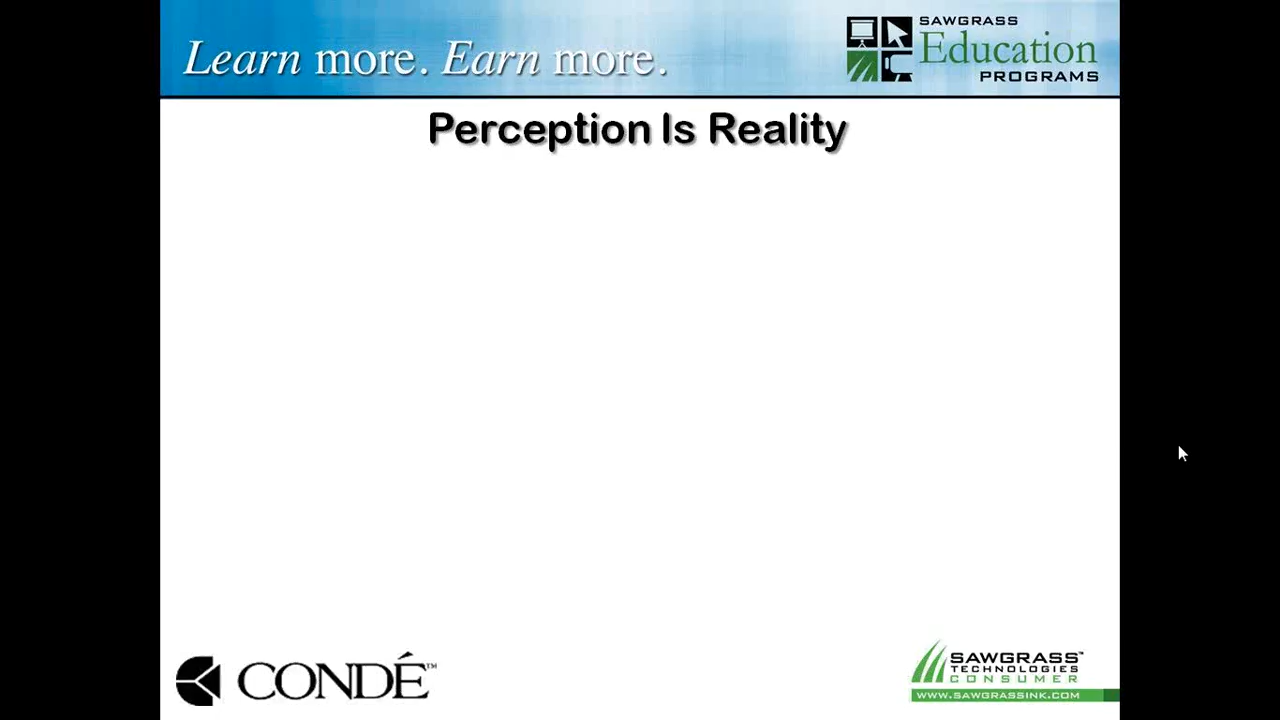 Learn more. Earn more.
SAWGRASS
Education
PROGRAMS
Perception Is Reality
CONDÉ™
SAWGRASS™
TECHNOLOGIES
CONSUMER
WWW.SAWGRASSINK.COM